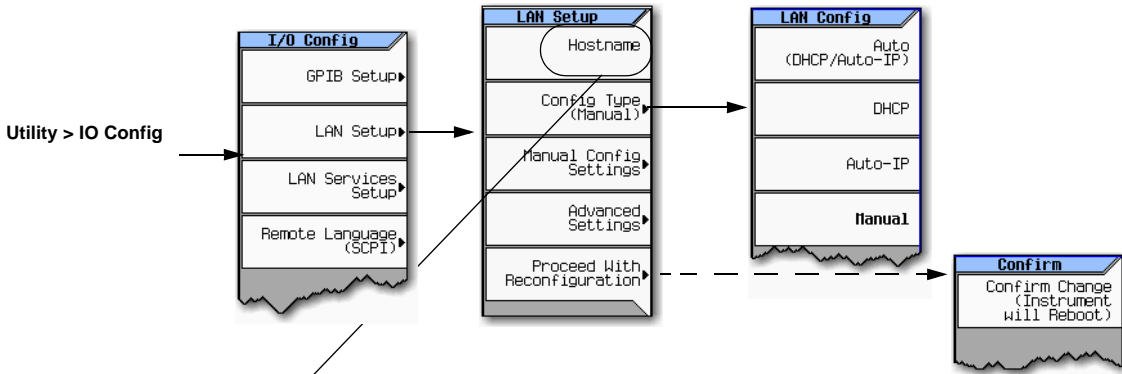 Utility > IO Config
I/O Config
GPIB Setup
LAN Setup
LAN Services
Setup
Remote Language
(SCPI)
LAN Setup
Hostname
Config Type
(Manual)
Manual Config
Settings
Advanced
Settings
Proceed With
Reconfiguration
LAN Config
Auto
(DHCP/Auto-IP)
DHCP
Auto-IP
Manual
Confirm
Confirm Change
(Instrument
will Reboot)